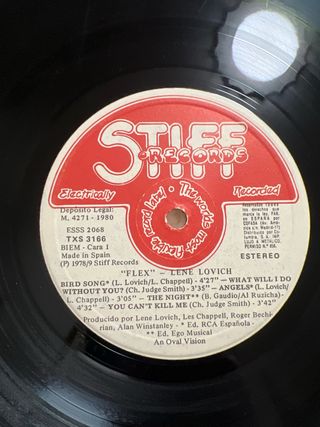 STIFF
RECORDS
Electrically
Recorded
The worlds most flexible record label
Deposito Legal:
M. 4271 - 1980
ESSS 2068
TXS 3166
BIEM - Cara 1
Made in Spain
(P) 1978/9 Stiff Records
ESTEREO
"FLEX" - LENE LOVICH
BIRD SONG* (L. Lovich/L. Chappell) - 4'27" - WHAT WILL I DO
WITHOUT YOU? (Ch. Judge Smith) - 3'35" - ANGELS* (L. Lovich/
L. Chappell) - 3'05" - THE NIGHT** (B. Gaudio/Al Ruzicha) -
4'32" - YOU CAN'T KILL ME (Ch. Judge Smith) - 4'42"
Producido por Lene Lovich, Les Chappell, Roger Bechi-
rian, Alan Winstanley - * Ed, RCA Española -
** Ed. Ego Musical
An Oval Vision